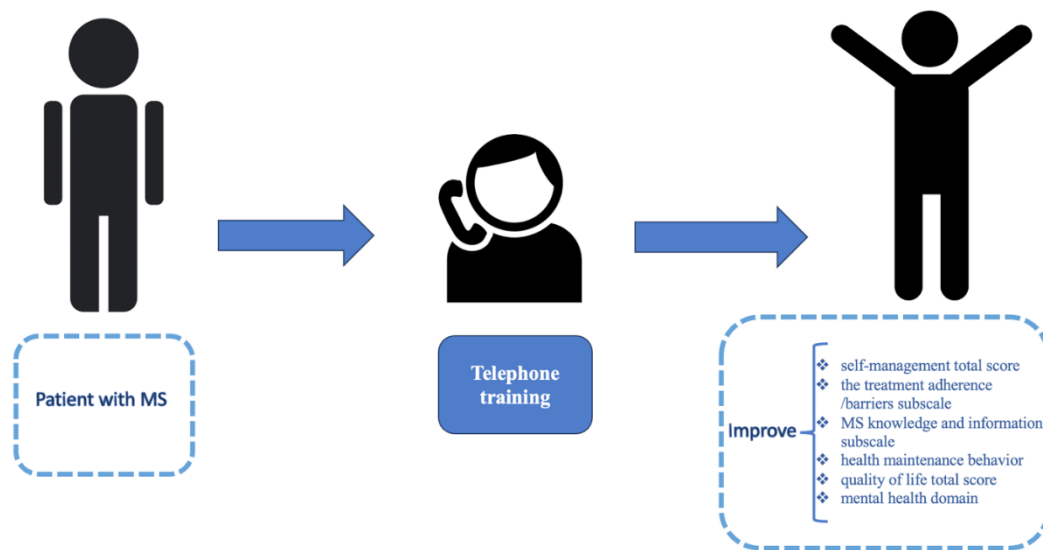 Patient with MS
Telephone
training
Improve
self-management total score
the treatment adherence
/barriers subscale
MS knowledge and information
subscale
health maintenance behavior
quality of life total score
mental health domain